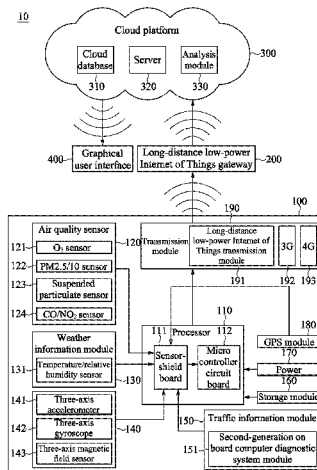 10
Cloud platform
Cloud
database
Server
Analysis
module
300
310
320
330
400
Graphical
user interface
Long-distance low-power
Internet of Things gateway
200
100
190
Air quality sensor
121
O3 sensor
120
122
PM2.5/10 sensor
123
Suspended
particulate sensor
124
CO/NO2 sensor
Transmission
module
Long-distance
low-power Internet of
Things transmission
module
3G
4G
191
192
193
Processor
110
111
112
Sensor-
shield
board
Micro
controller
circuit
board
Weather
information module
131
Temperature/relative
humidity sensor
130
141
Three-axis
accelerometer
142
Three-axis
gyroscope
140
143
Three-axis magnetic
field sensor
180
GPS module
170
Power
160
Storage module
150
Traffic information module
151
Second-generation on
board computer diagnostic
system module